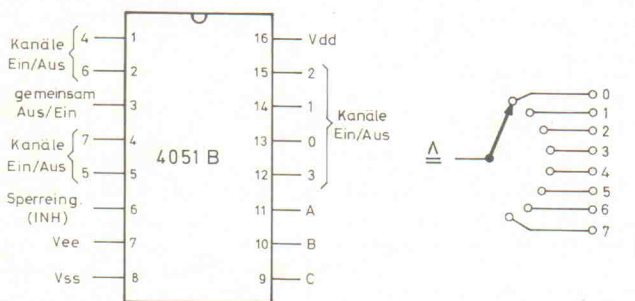 Kanäle
Ein/Aus
4
6
gemeinsam
Aus/Ein
Kanäle
Ein/Aus
7
5
Sperreing.
(INH)
Vee
Vss
1
2
3
4
5
6
7
8
4051 B
16
15
14
13
12
11
10
9
Vdd
2
1
0
3
A
B
C
Kanäle
Ein/Aus
0
1
2
3
4
5
6
7